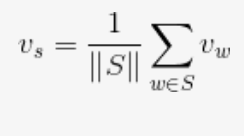 v_s = \frac{1}{\|S\|} \sum_{w \in S} v_w